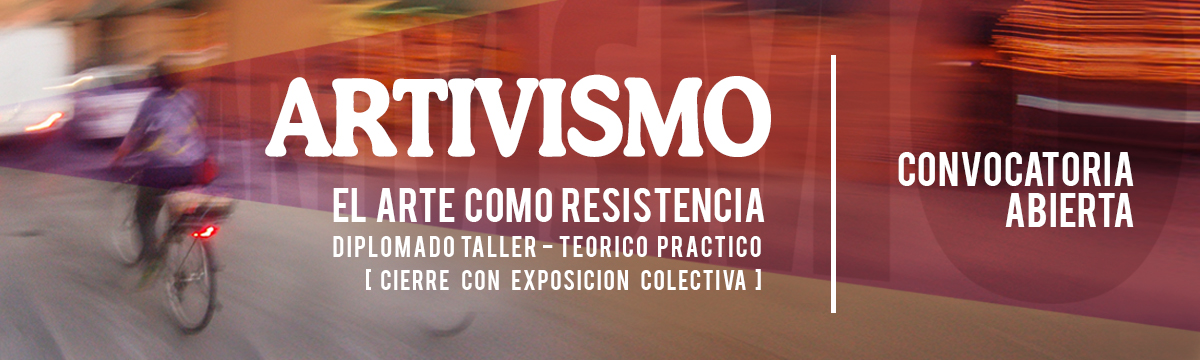 ARTIVISMO
EL ARTE COMO RESISTENCIA
DIPLOMADO TALLER - TEORICO PRACTICO
[ CIERRE CON EXPOSICION COLECTIVA ]
CONVOCATORIA
ABIERTA